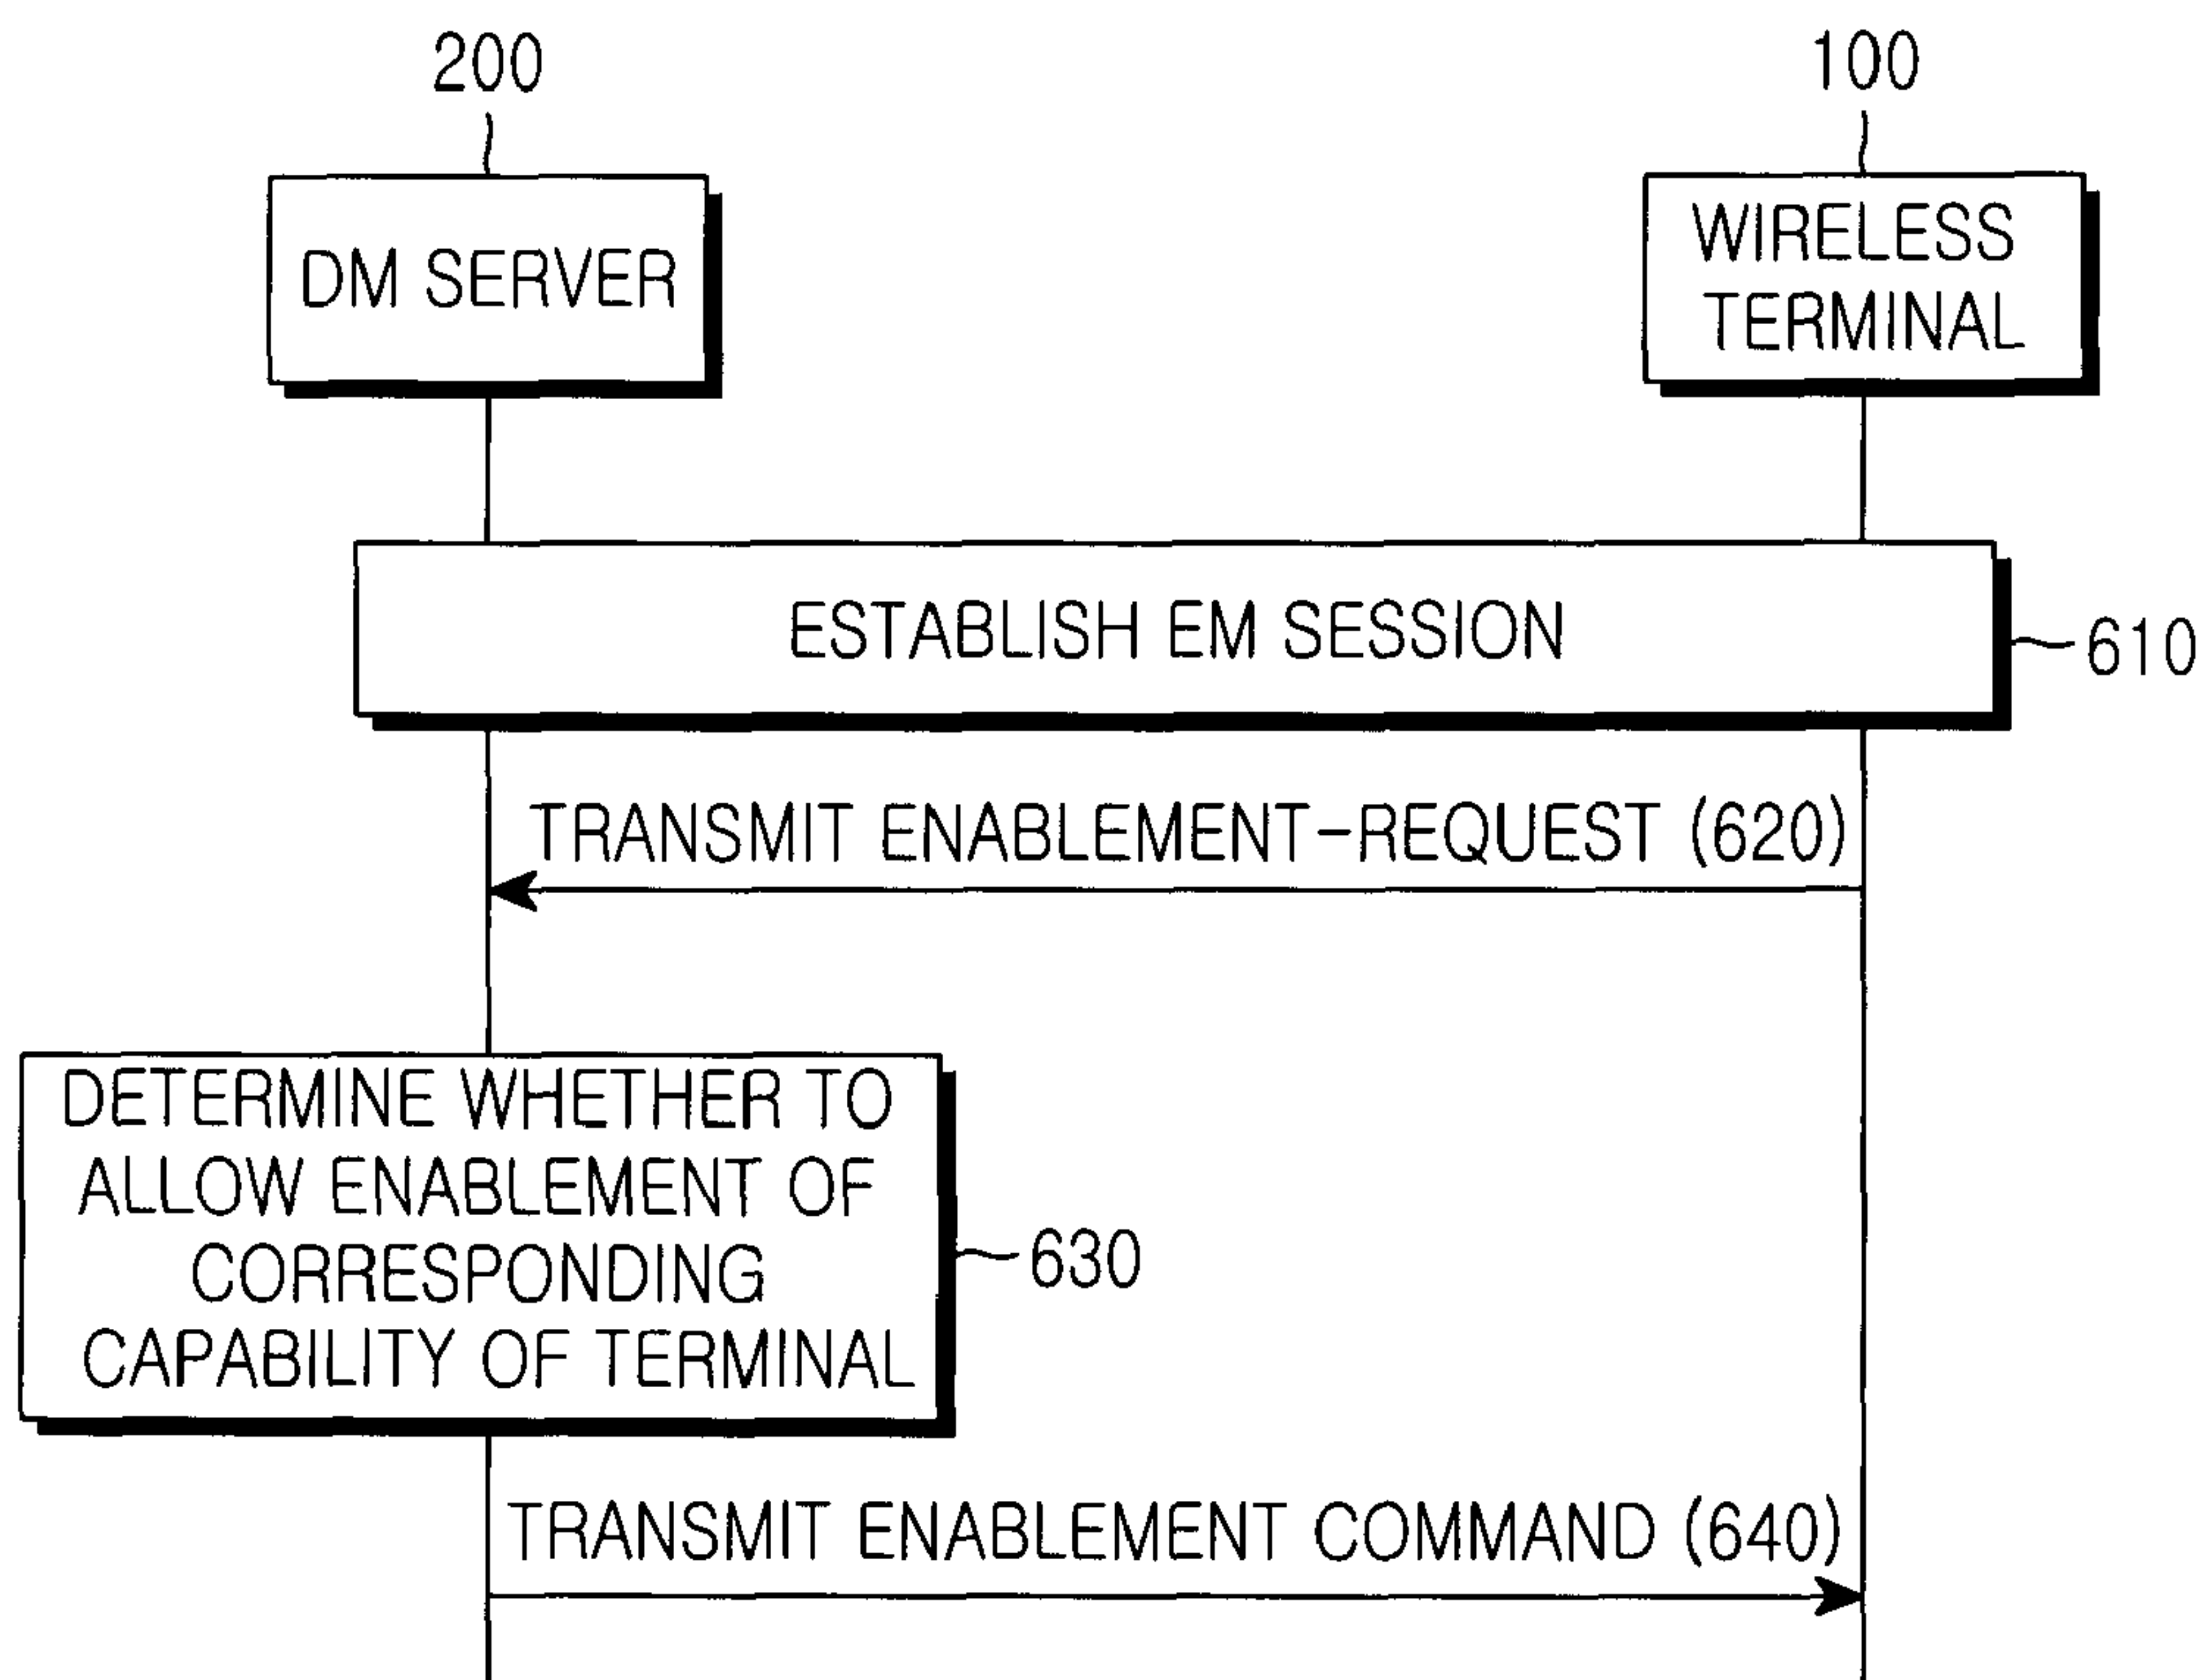 200
100
DM SERVER
WIRELESS
TERMINAL
ESTABLISH EM SESSION
610
TRANSMIT ENABLEMENT-REQUEST (620)
DETERMINE WHETHER TO
ALLOW ENABLEMENT OF
CORRESPONDING
CAPABILITY OF TERMINAL
630
TRANSMIT ENABLEMENT COMMAND (640)